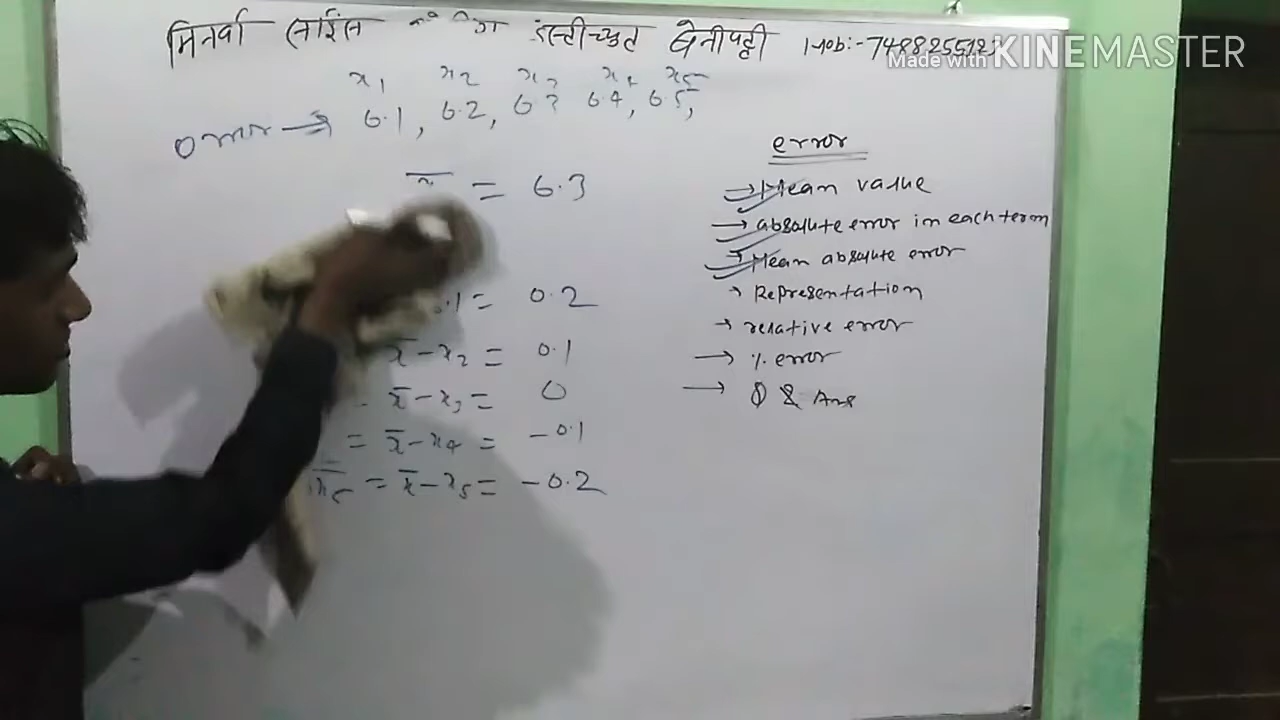 मिनर्वा साइंस इंस्टीच्युट बेनीपट्टी Mob:-7488255
Made with KINEMASTER
x₁ x₂ x₃ x₄ x₅
→ 6.1, 6.2, 6.3 6.4, 6.5,
x̄ = 6.3
.1 = 0.2
x̄-x₂ = 0.1
x̄-x₃ = 0
= x̄-x₄ = -0.1
= x̄-x₅ = -0.2
error
→ Mean value
→ absolute error in each term
→ Mean absolute error
→ Representation
→ relative error
→ % error
→ Q & Ans